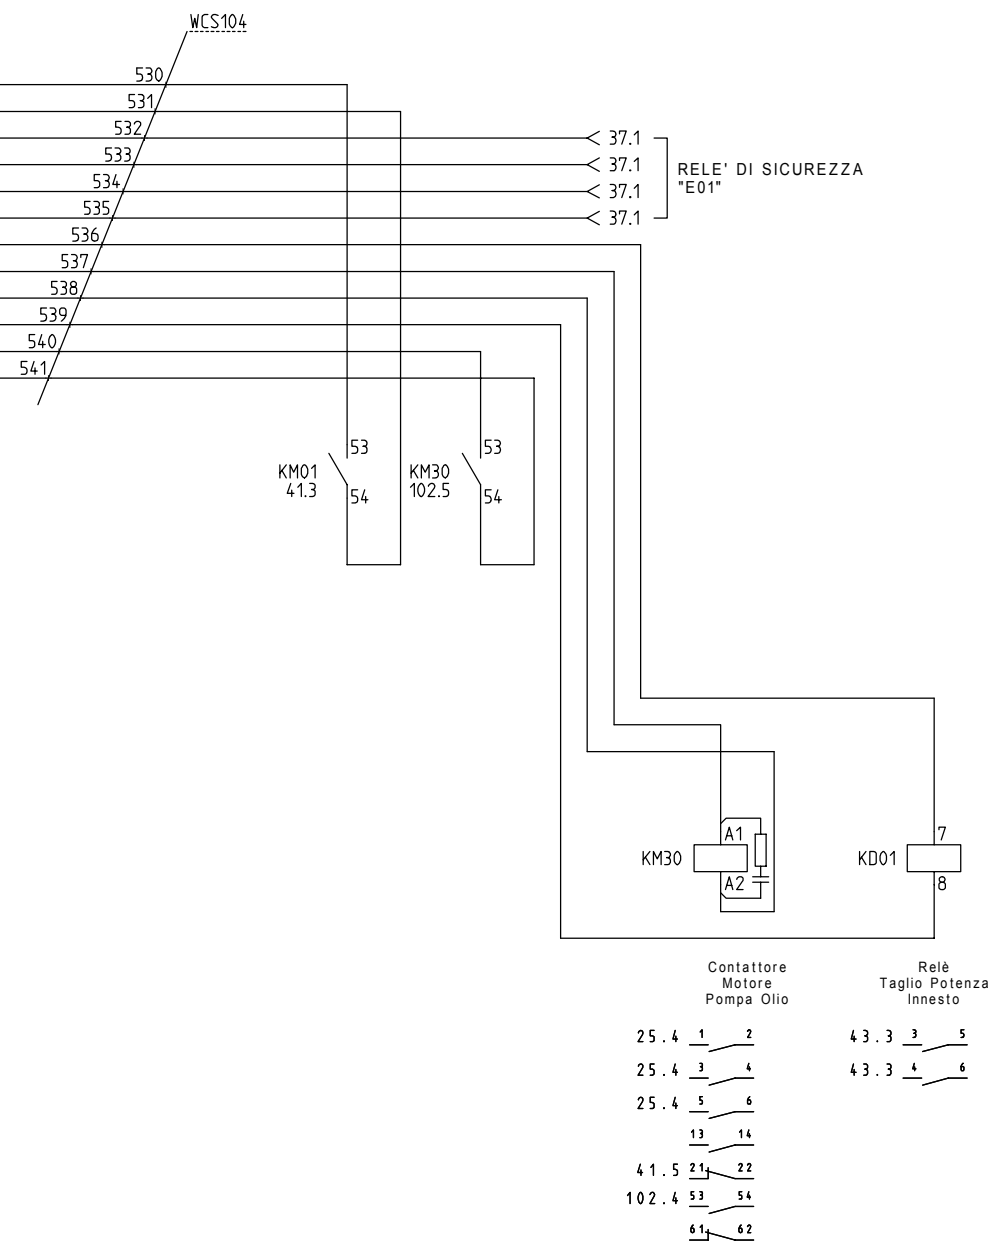 WCS104
530
531
532
37.1
533
37.1
RELE' DI SICUREZZA
534
37.1
"E01"
535
37.1
536
537
538
539
540
541
53
53
KM01
KM30
41.3
102.5
54
54
A1
7
KM30
KD01
A2
8
Contattore
Motore
Pompa Olio
Relè
Taglio Potenza
Innesto
25.4 1 2
43.3 3 5
25.4 3 4
43.3 4 6
25.4 5 6
13 14
41.5 21 22
102.4 53 54
61 62